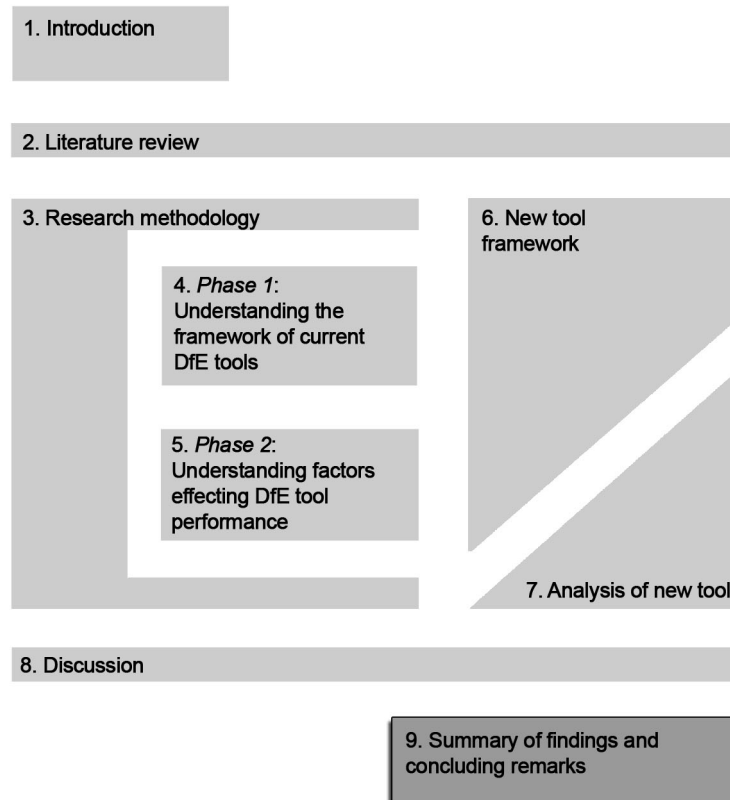 1. Introduction
2. Literature review
3. Research methodology
4. Phase 1:
Understanding the
framework of current
DfE tools
5. Phase 2:
Understanding factors
effecting DfE tool
performance
6. New tool
framework
7. Analysis of new tool
8. Discussion
9. Summary of findings and
concluding remarks